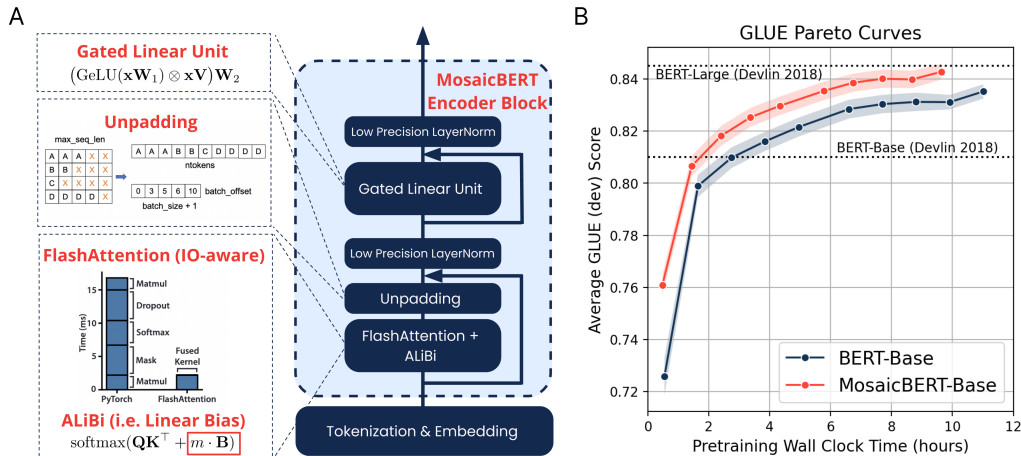 A
Gated Linear Unit
(GeLU(xW₁) ⊗ xV)W₂
Unpadding
max_seq_len
A A A X X
B B X X X
C X X X X
D D D D X
A A A B B C D D D D
ntokens
0 3 5 6 10 batch_offset
batch_size + 1
FlashAttention (IO-aware)
Time (ms)
15
10
5
0
Matmul
Dropout
Softmax
Mask
Matmul
Fused
Kernel
PyTorch
FlashAttention
ALiBi (i.e. Linear Bias)
softmax(QK⊤ + m · B)
MosaicBERT
Encoder Block
Low Precision LayerNorm
Gated Linear Unit
Low Precision LayerNorm
Unpadding
FlashAttention +
ALiBi
Tokenization & Embedding
B
GLUE Pareto Curves
Average GLUE (dev) Score
0.84
0.82
0.80
0.78
0.76
0.74
0.72
BERT-Large (Devlin 2018)
BERT-Base (Devlin 2018)
BERT-Base
MosaicBERT-Base
0 2 4 6 8 10 12
Pretraining Wall Clock Time (hours)